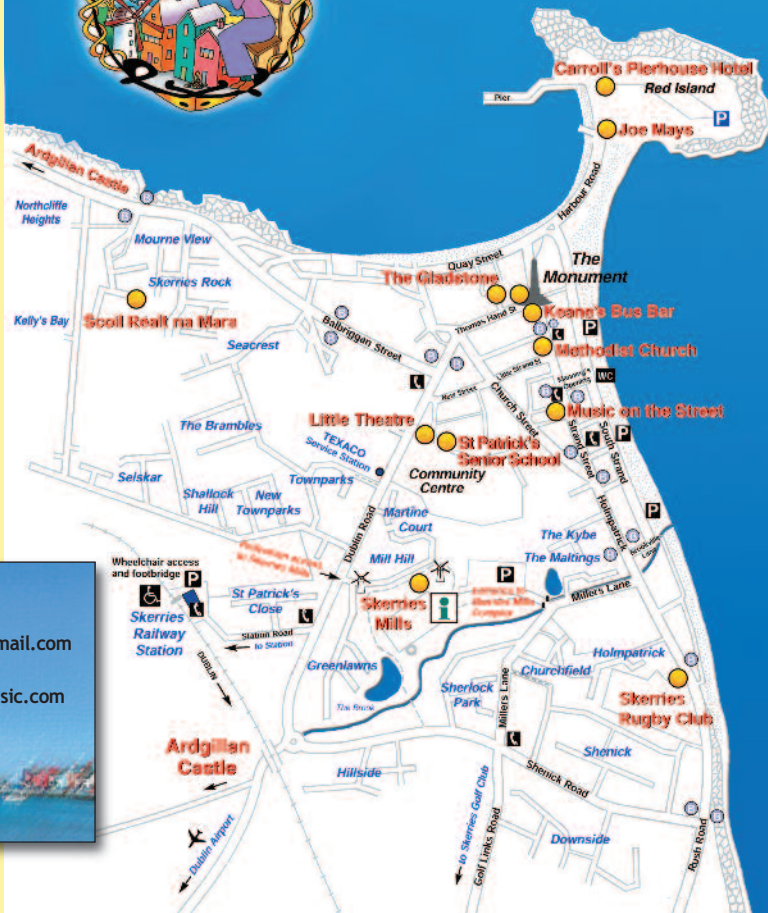 Carroll's Pierhouse Hotel
Red Island
Pier
P
Joe Mays
Harbour Road
Ardgillan Castle
B
B
Northcliffe
Heights
Mourne View
Quay Street
The
Monument
The Gladstone
Skerries Rock
Scoil Realt na Mara
Kelly's Bay
B
B
Balbriggan Street
Thomas Hand St
Keane's Bus Bar
B
P
Methodist Church
Seacrest
B
B
Little Strand St
WC
Church Street
B
B
Music on the Street
The Brambles
Little Theatre
St Patrick's
Senior School
TEXACO
Service Station
Community
Centre
Strand Street
South Strand
P
B
B
Selskar
Townparks
Shallock
Hill
New
Townparks
Martine
Court
Dublin Road
Holmpatrick
P
The Kybe
B
The Maltings
B
Mill Hill
Wheelchair access
and footbridge
P
Skerries
Railway
Station
St Patrick's
Close
Skerries
Mills
i
P
Millers Lane
Station Road
to Station
DUBLIN
Greenlawns
The Brook
Sherlock
Park
Millers Lane
Churchfield
Holmpatrick
B
Skerries
Rugby Club
mail.com
sic.com
Ardgillan
Castle
Hillside
Shenick
Shenick Road
B
B
to Skerries Golf Club
Golf Links Road
Downside
Rush Road
Dublin Airport